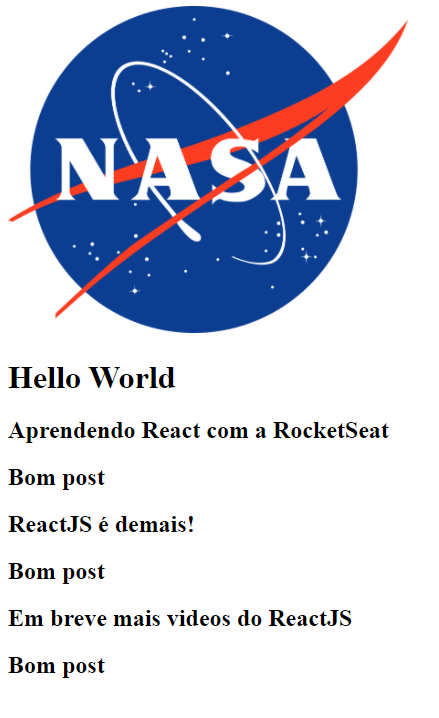 NASA
Hello World
Aprendendo React com a RocketSeat
Bom post
ReactJS é demais!
Bom post
Em breve mais videos do ReactJS
Bom post